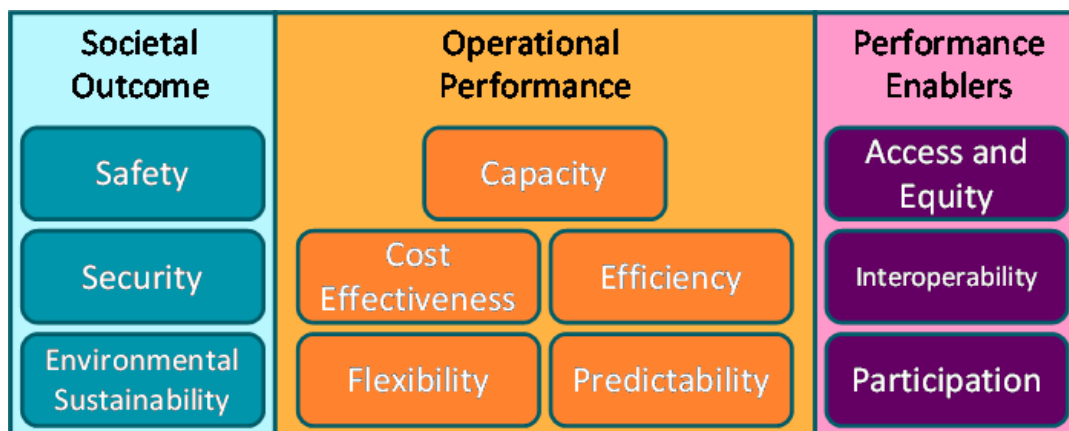 Societal
Outcome
Safety
Security
Environmental
Sustainability
Operational
Performance
Capacity
Cost
Effectiveness
Efficiency
Flexibility
Predictability
Performance
Enablers
Access and
Equity
Interoperability
Participation